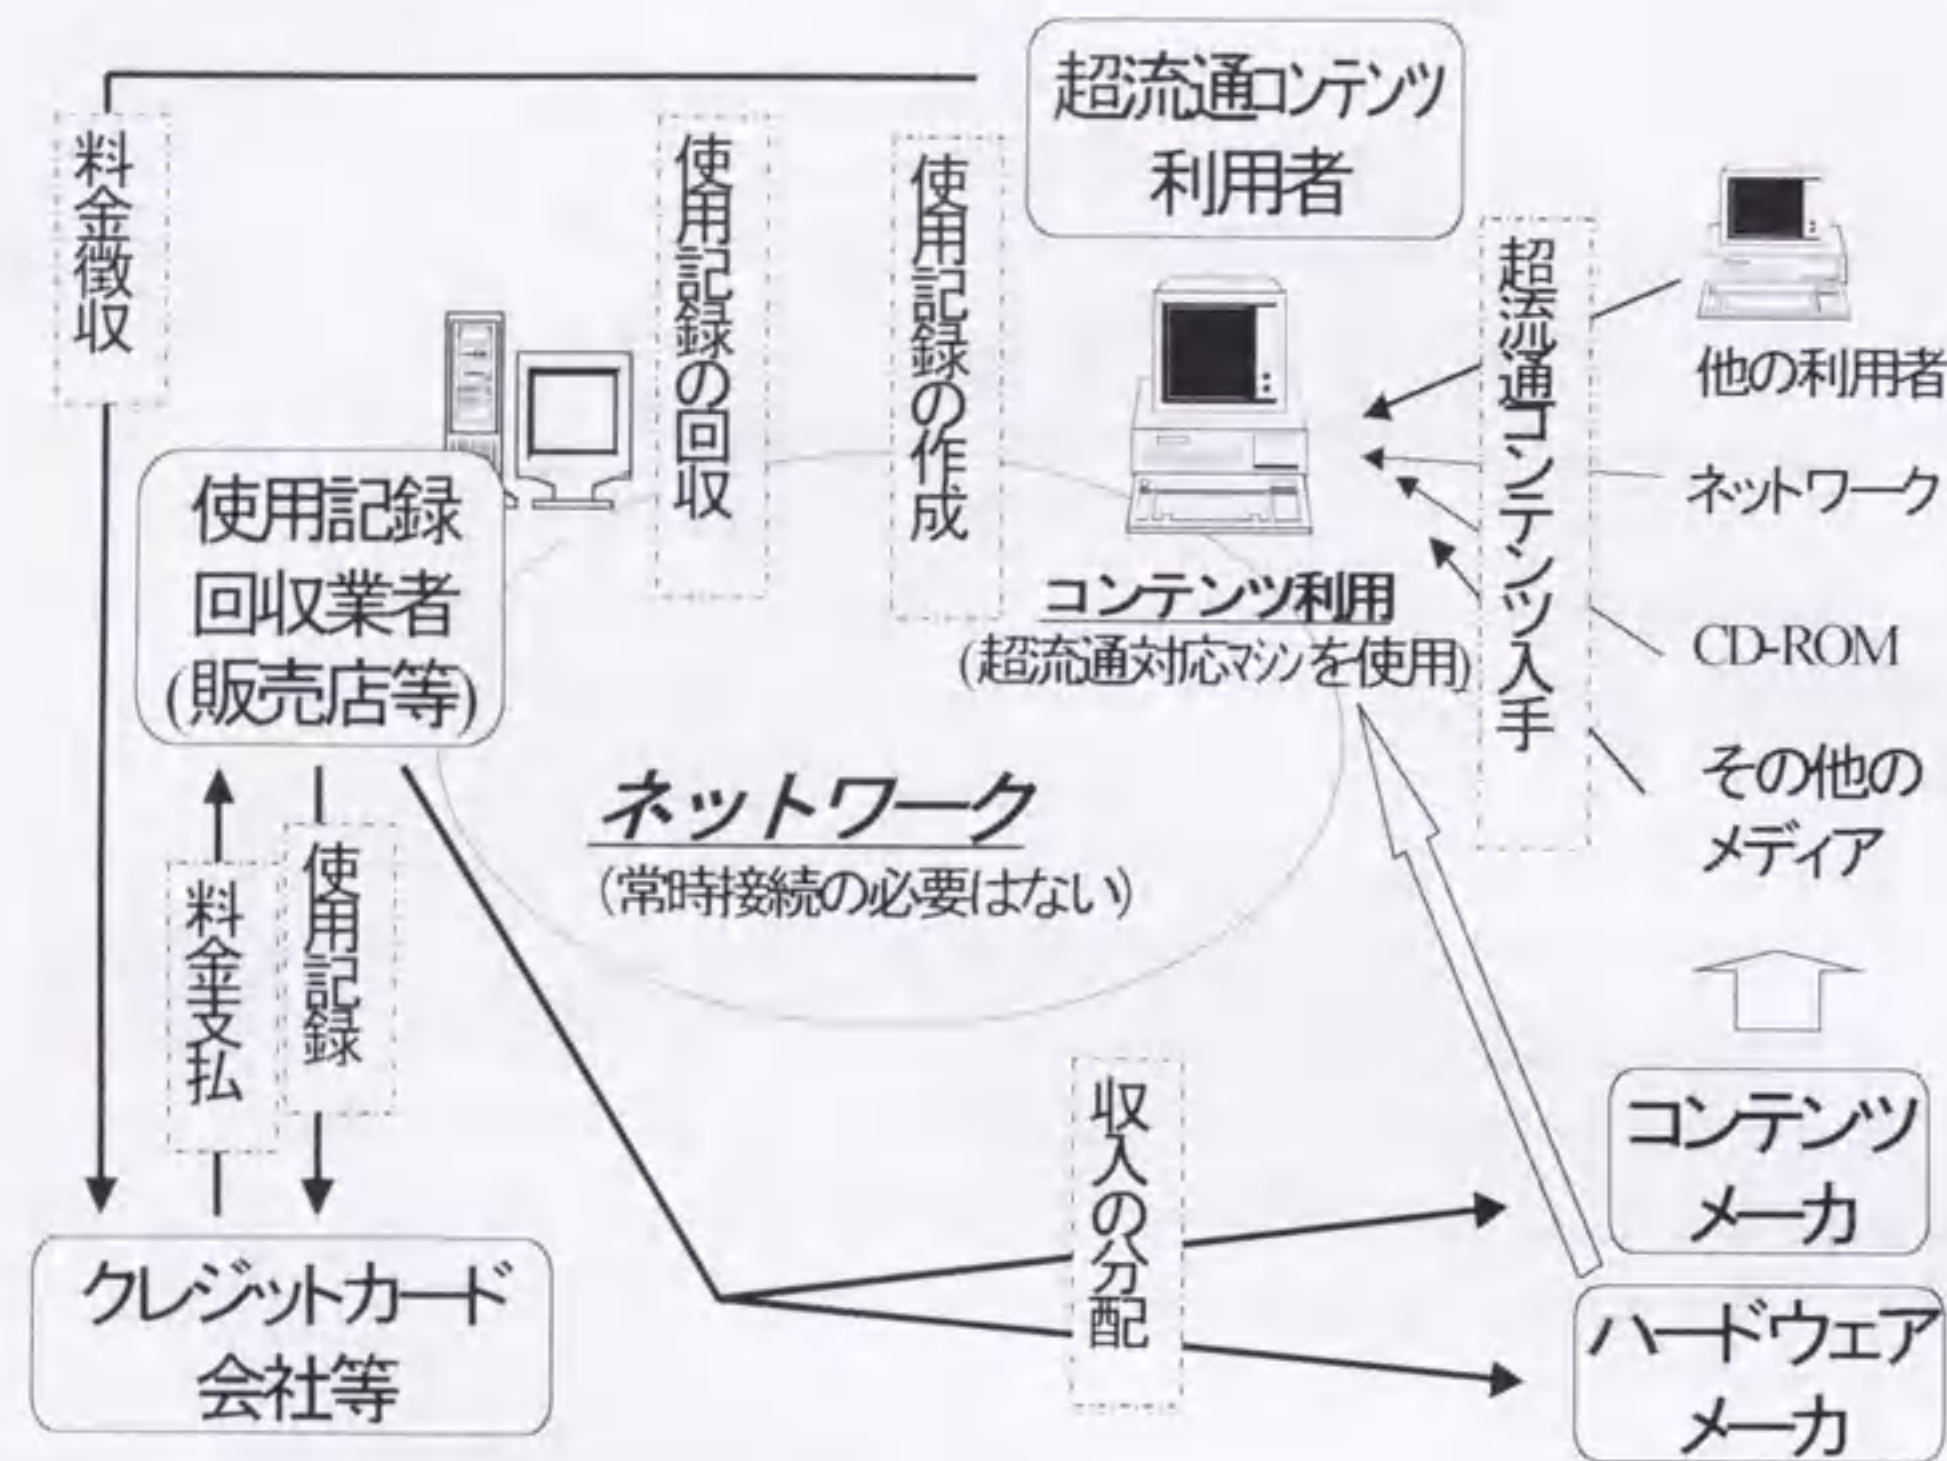 超流通コンテンツ
利用者
料金徴収
使用記録の回収
使用記録の作成
超流通コンテンツ入手
他の利用者
ネットワーク
CD-ROM
その他の
メディア
使用記録
回収業者
(販売店等)
コンテンツ利用
(超流通対応マシンを使用)
ネットワーク
(常時接続の必要はない)
料金支払
使用記録
収入の分配
コンテンツ
メーカ
ハードウェア
メーカ
クレジットカード
会社等